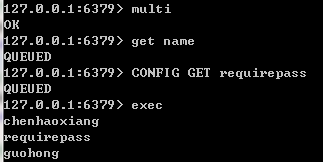 127.0.0.1:6379> multi
OK
127.0.0.1:6379> get name
QUEUED
127.0.0.1:6379> CONFIG GET requirepass
QUEUED
127.0.0.1:6379> exec
chenhaoxiang
requirepass
guohong